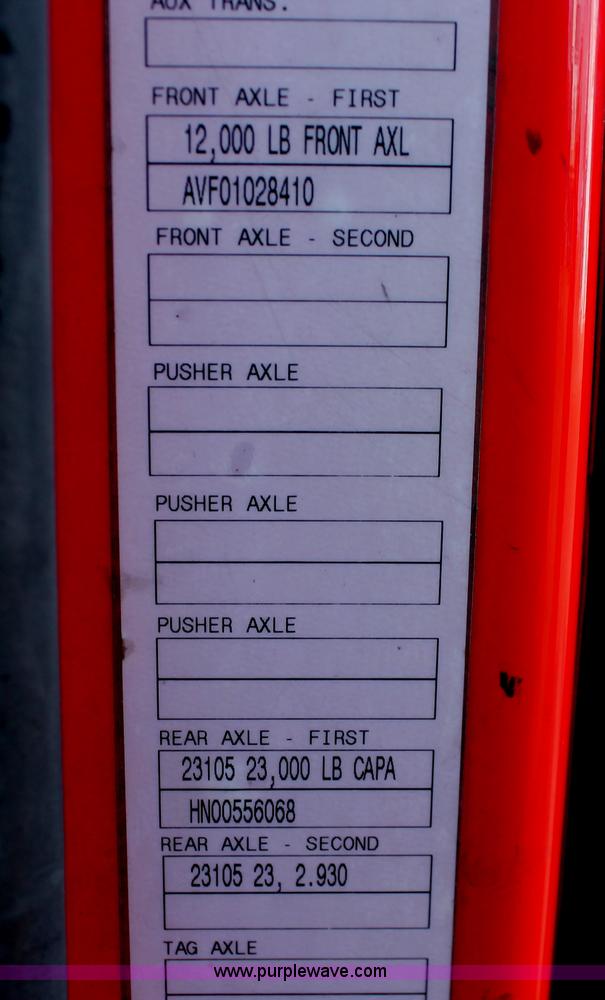 AUX TRANS.
FRONT AXLE - FIRST
12,000 LB FRONT AXL
AVF01028410
FRONT AXLE - SECOND
PUSHER AXLE
PUSHER AXLE
PUSHER AXLE
REAR AXLE - FIRST
23105 23,000 LB CAPA
HN00556068
REAR AXLE - SECOND
23105 23, 2.930
TAG AXLE
www.purplewave.com